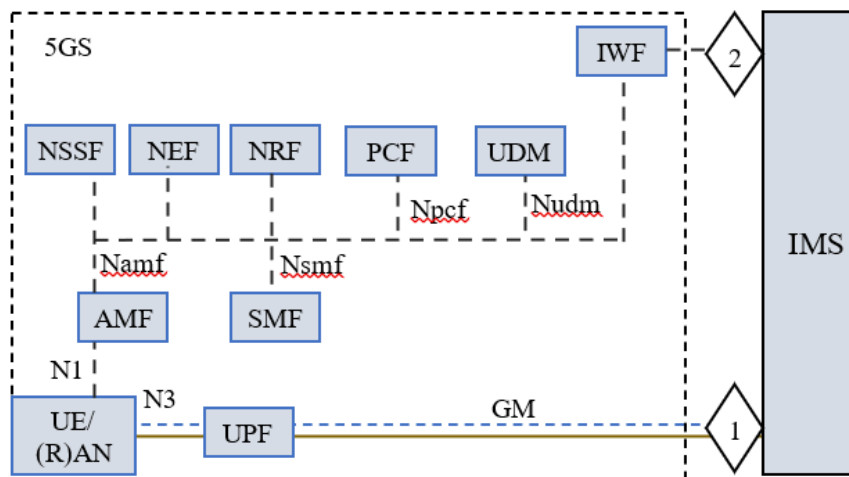 5GS
IWF
2
NSSF
NEF
NRF
PCF
UDM
Npcf
Nudm
IMS
Namf
Nsmf
AMF
SMF
N1
N3
GM
UE/
(R)AN
UPF
1